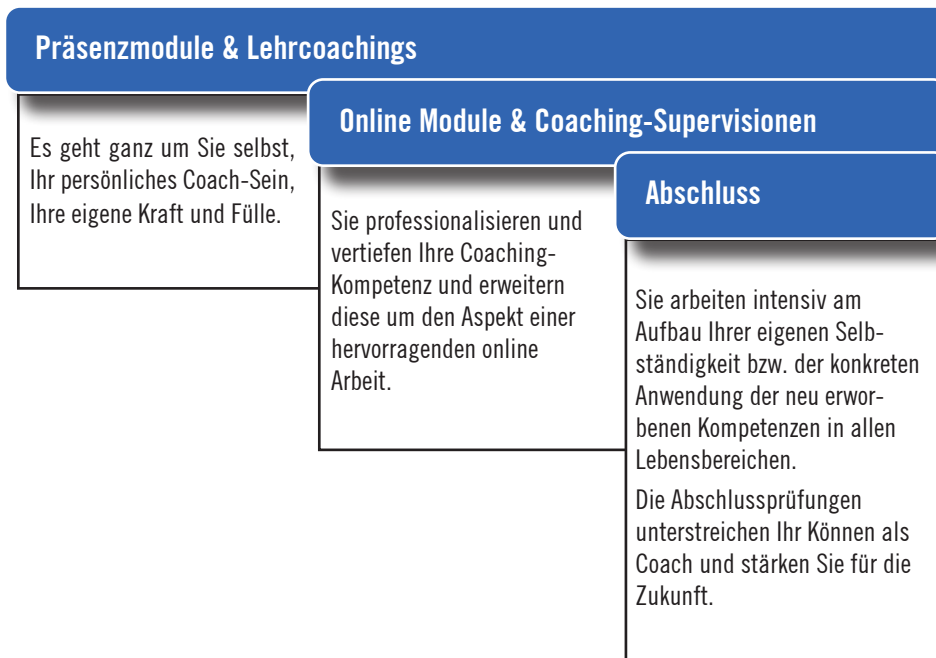 Präsenzmodule & Lehrcoachings
Es geht ganz um Sie selbst,
Ihr persönliches Coach-Sein,
Ihre eigene Kraft und Fülle.
Online Module & Coaching-Supervisionen
Sie professionalisieren und
vertiefen Ihre Coaching-
Kompetenz und erweitern
diese um den Aspekt einer
hervorragenden online
Arbeit.
Abschluss
Sie arbeiten intensiv am
Aufbau Ihrer eigenen Selb-
ständigkeit bzw. der konkreten
Anwendung der neu erwor-
benen Kompetenzen in allen
Lebensbereichen.
Die Abschlussprüfungen
unterstreichen Ihr Können als
Coach und stärken Sie für die
Zukunft.